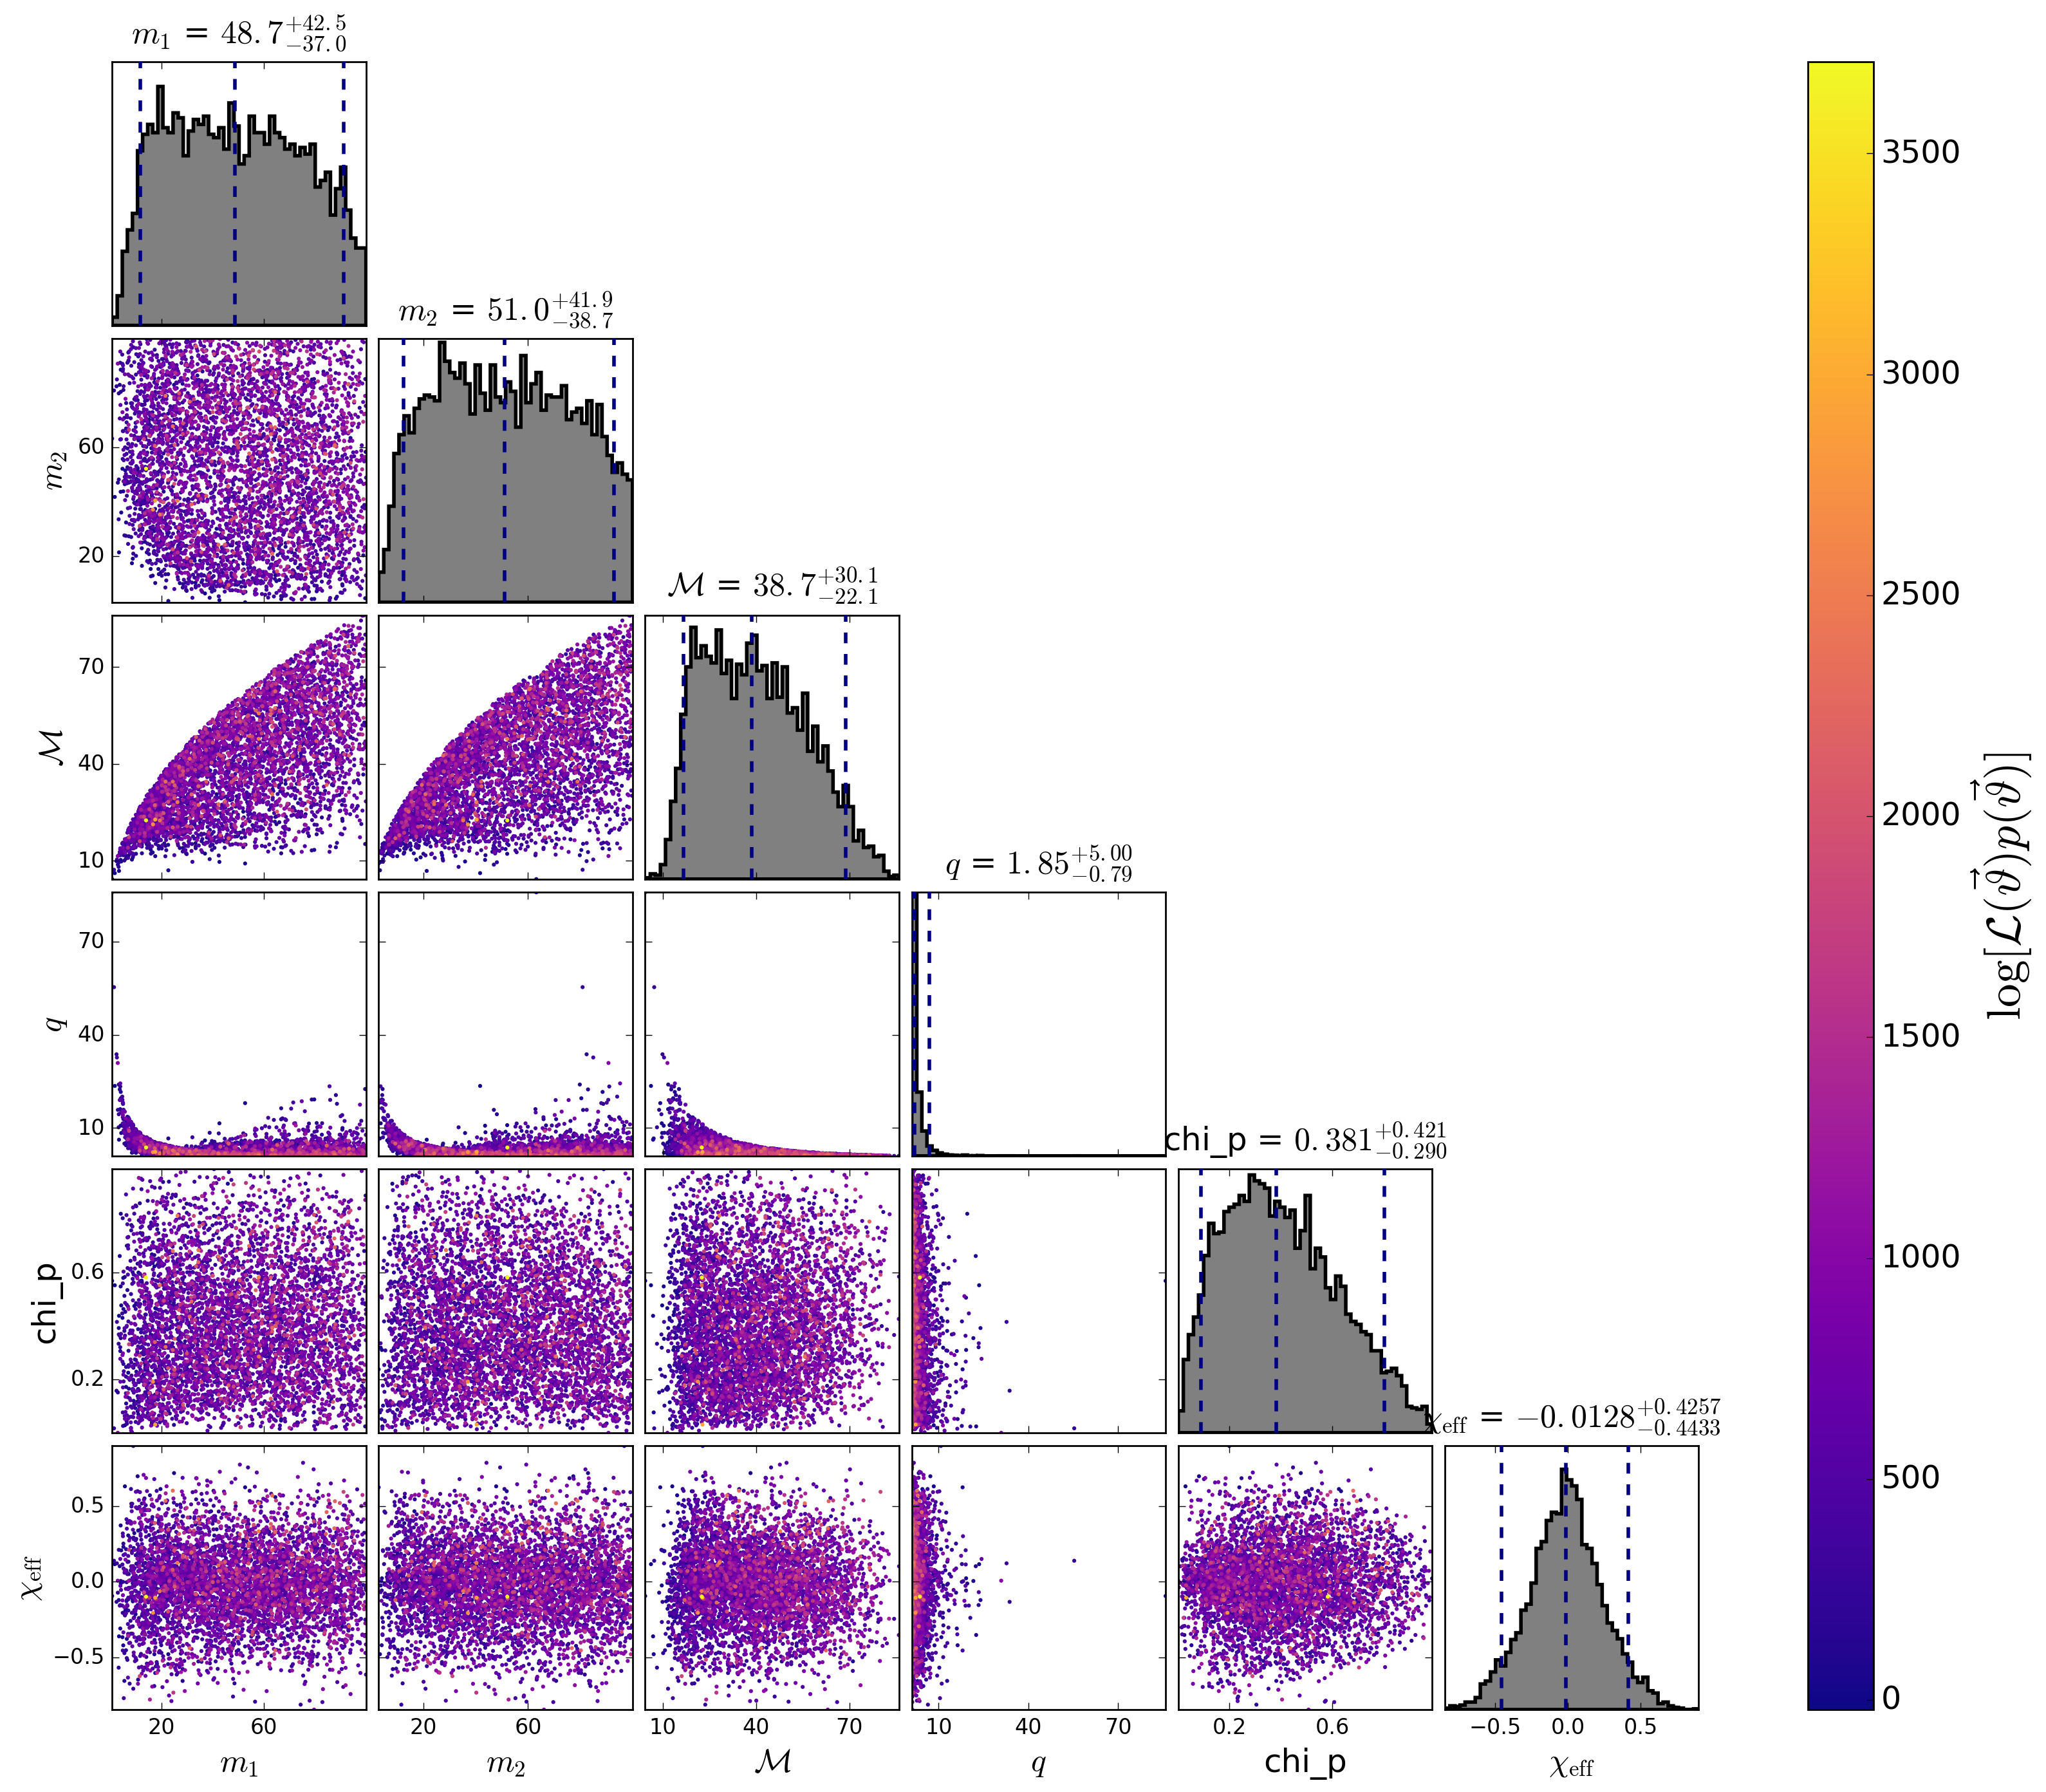 m₁ = 48.7 +42.5 −37.0
m₂ = 51.0 +41.9 −38.7
ℳ = 38.7 +30.1 −22.1
q = 1.85 +5.00 −0.79
chi_p = 0.381 +0.421 −0.290
χeff = −0.0128 +0.4257 −0.4433
m₂
60
20
ℳ
70
40
10
q
70
40
10
chi_p
0.6
0.2
χeff
0.5
0.0
−0.5
20 60
20 60
10 40 70
10 40 70
0.2 0.6
−0.5 0.0 0.5
m₁
m₂
ℳ
q
chi_p
χeff
3500
3000
2500
2000
1500
1000
500
0
log[ℒ(ϑ⃗)p(ϑ⃗)]